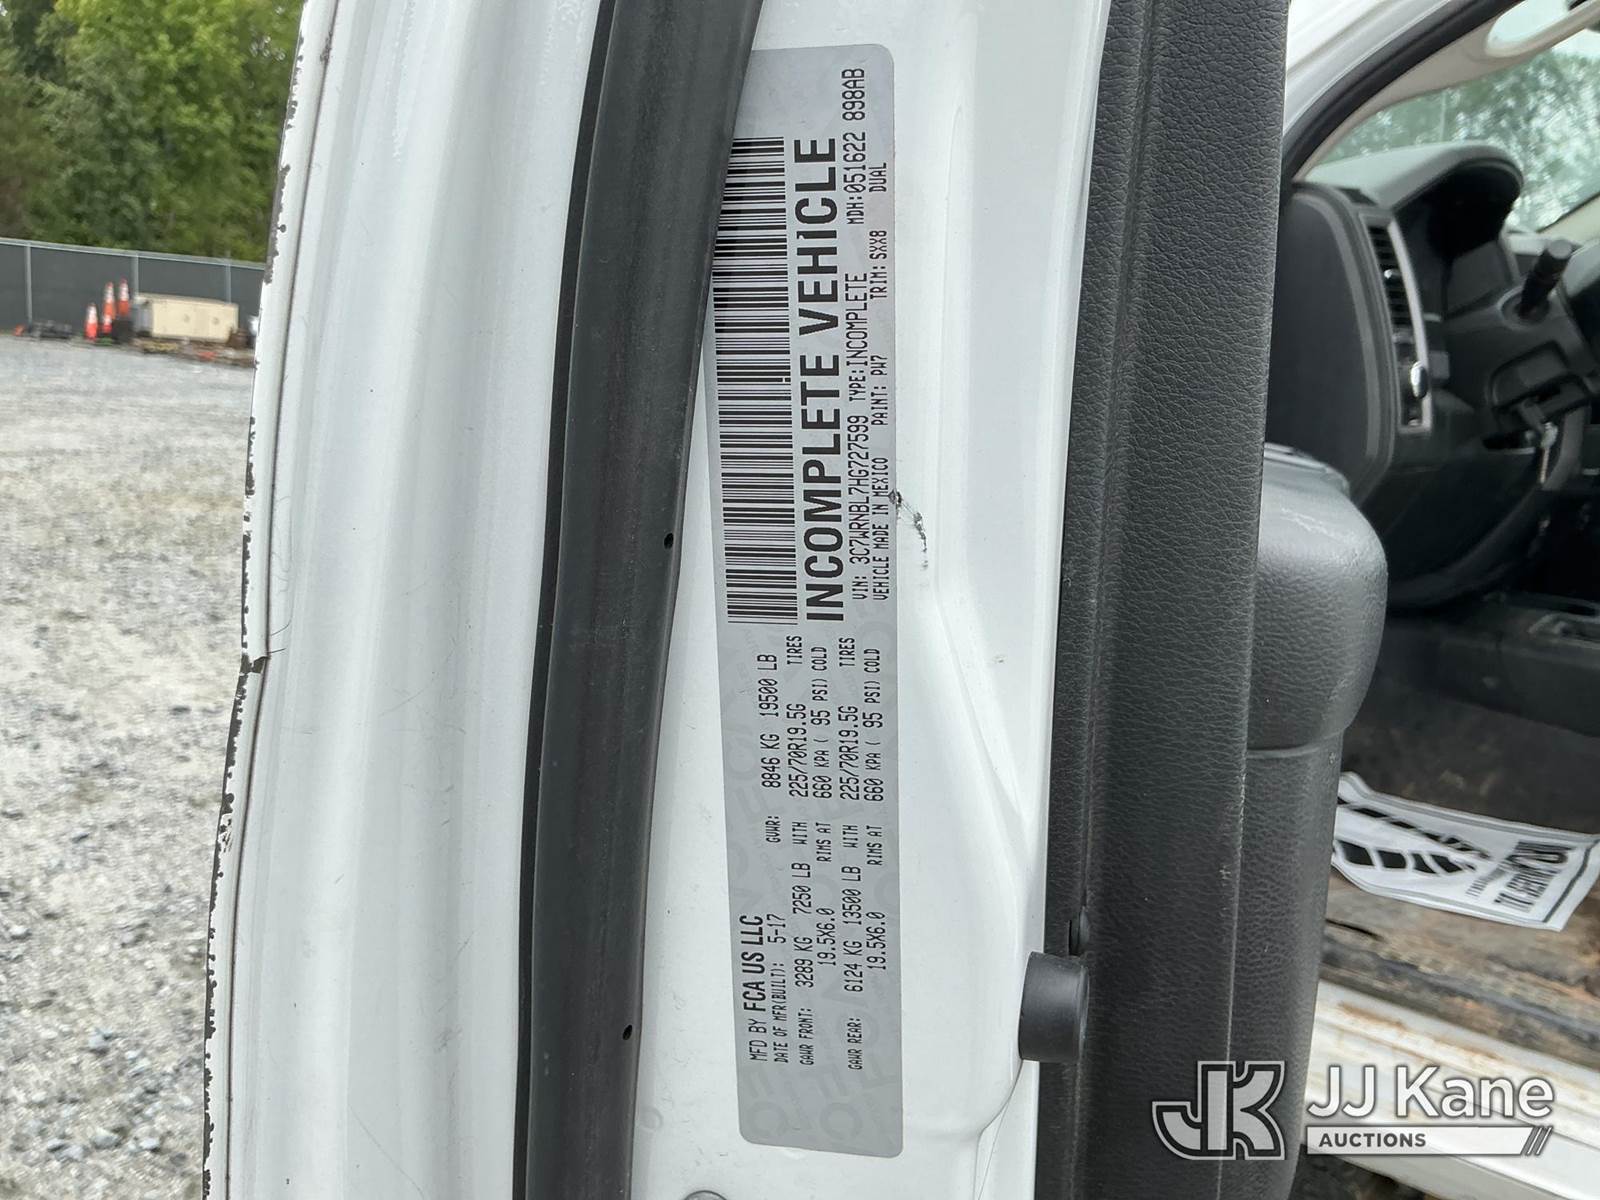 MFD BY FCA US LLC
DATE OF MFR(BUILT): 5-17 GVWR: 8846 KG 19500 LB
GAWR FRONT: 3289 KG 7250 LB WITH 225/70R19.5G TIRES
19.5X6.0 RIMS AT 660 KPA ( 95 PSI) COLD
GAWR REAR: 6124 KG 13500 LB WITH 225/70R19.5G TIRES
19.5X6.0 RIMS AT 660 KPA ( 95 PSI) COLD
INCOMPLETE VEHICLE
VIN: 3C7WRNBL7HG727599 TYPE:INCOMPLETE MDH:051622 898AB
VEHICLE MADE IN MEXICO PAINT: PW7 TRIM: SXX8 DUAL
JK JJ Kane
AUCTIONS